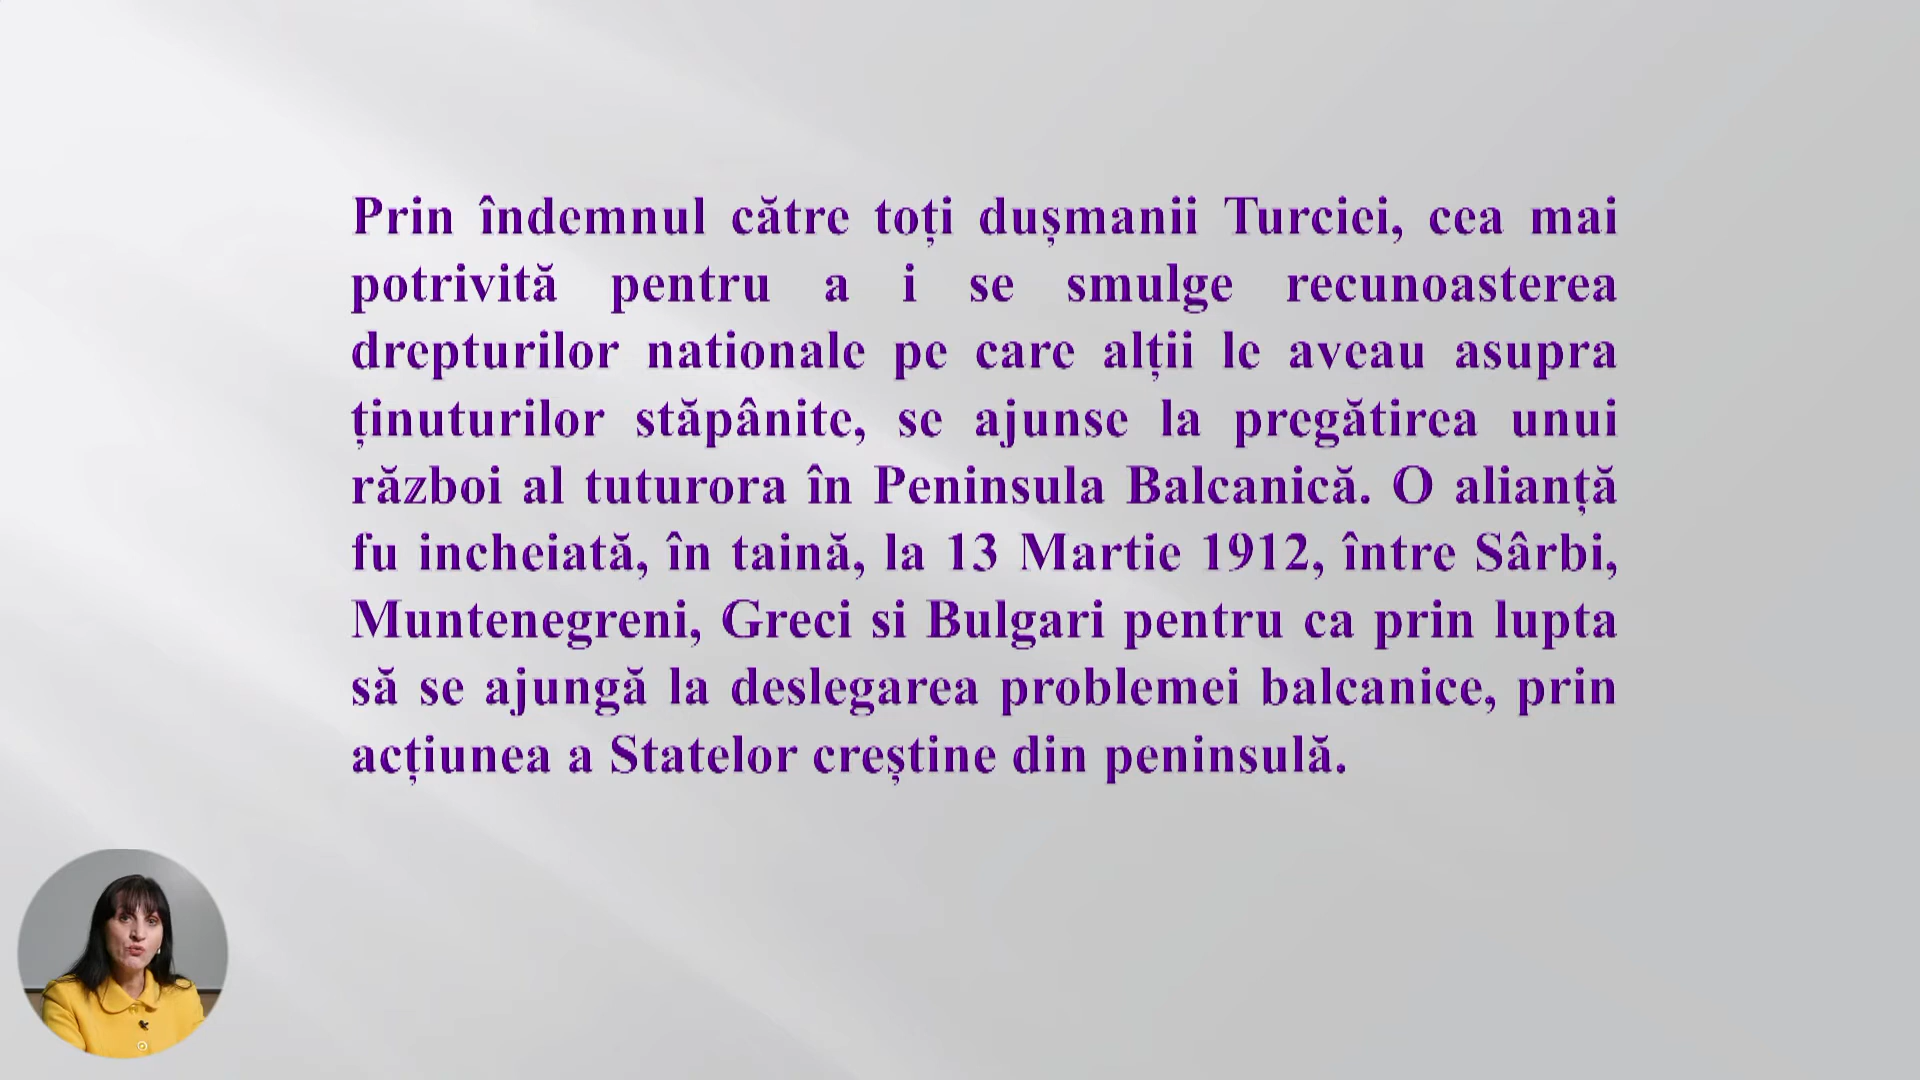 Prin îndemnul către toți dușmanii Turciei, cea mai
potrivită pentru a i se smulge recunoasterea
drepturilor nationale pe care alții le aveau asupra
ținuturilor stăpânite, se ajunse la pregătirea unui
război al tuturora în Peninsula Balcanică. O alianță
fu incheiată, în taină, la 13 Martie 1912, între Sârbi,
Muntenegreni, Greci si Bulgari pentru ca prin lupta
să se ajungă la deslegarea problemei balcanice, prin
acțiunea a Statelor creștine din peninsulă.